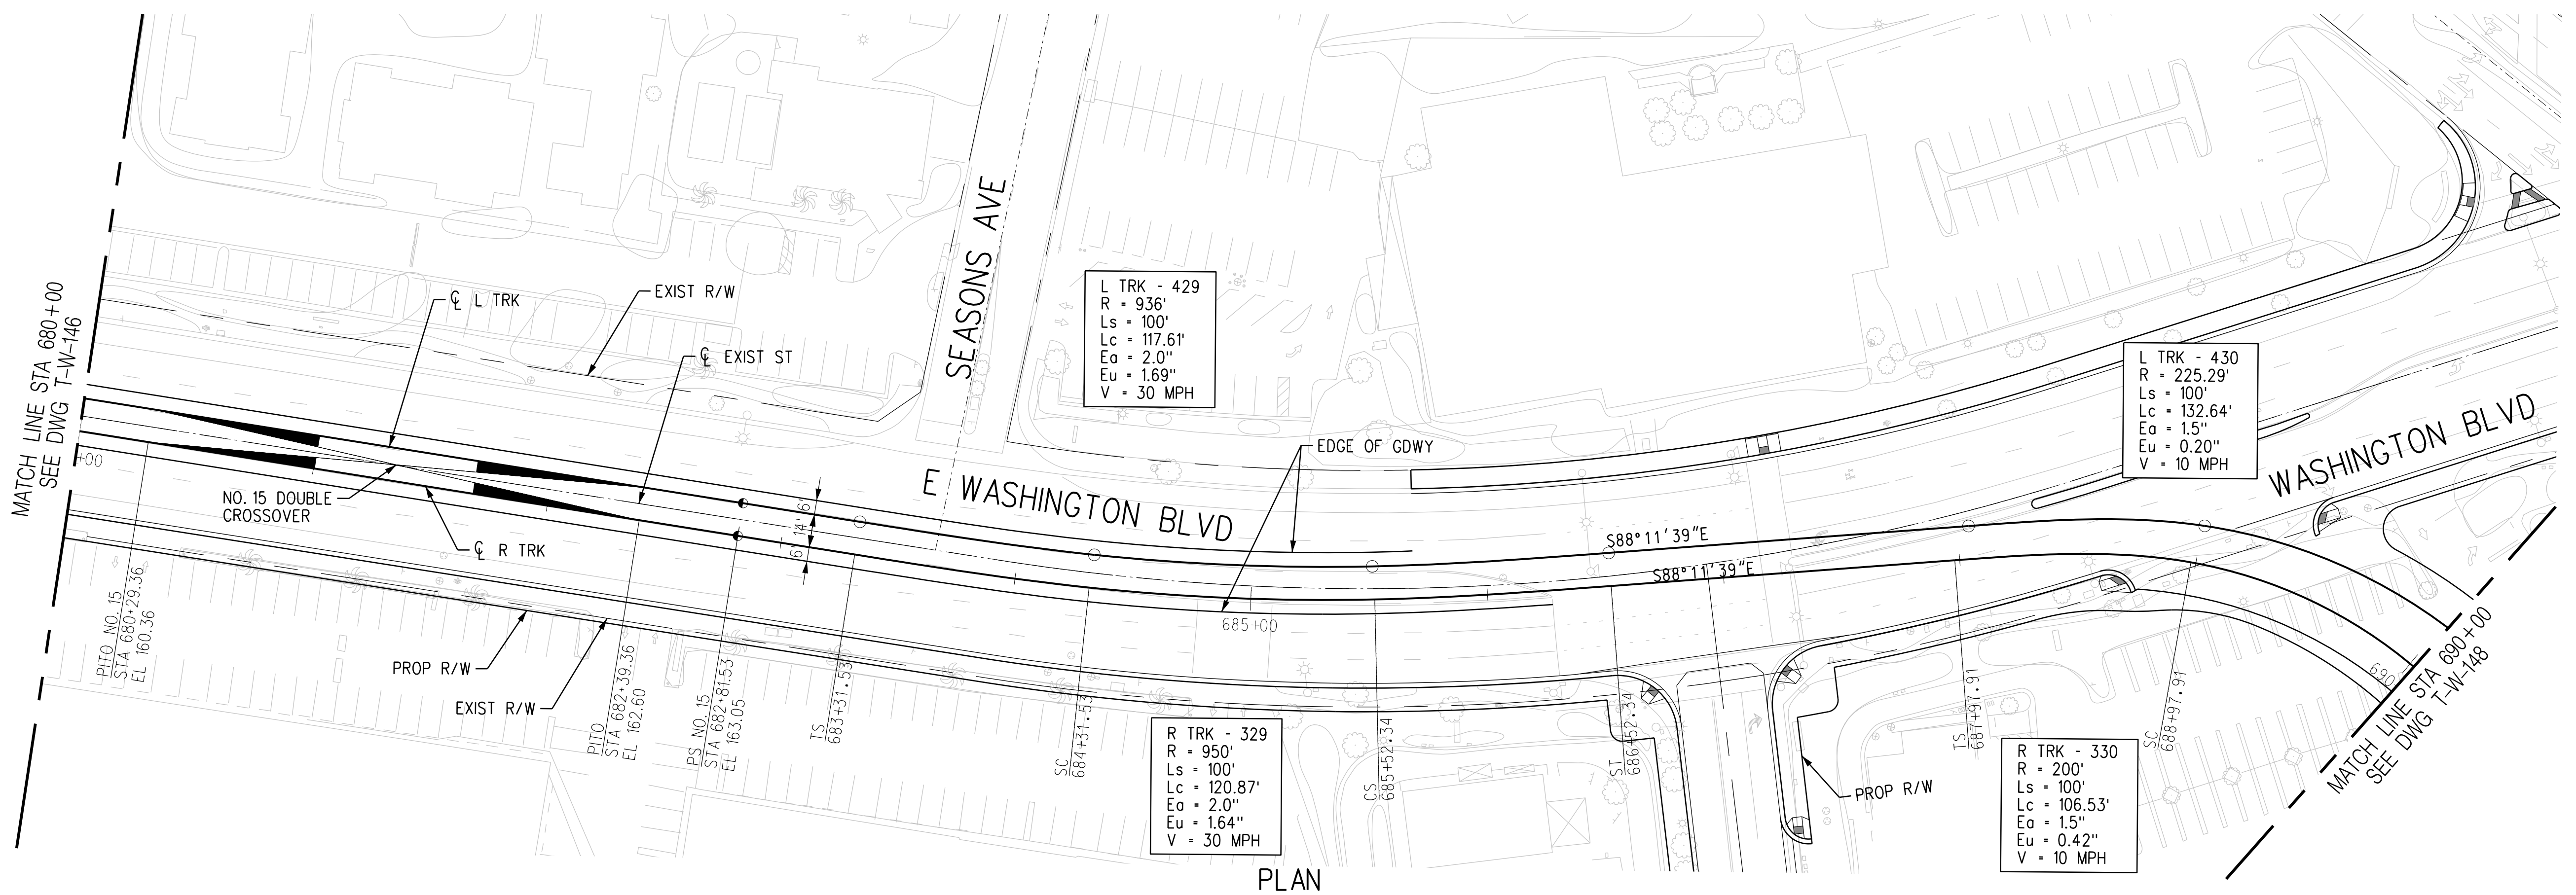 MATCH LINE STA 680+00
SEE DWG T-W-146
℄ L TRK
EXIST R/W
℄ EXIST ST
SEASONS AVE
L TRK - 429
R = 936'
Ls = 100'
Lc = 117.61'
Ea = 2.0"
Eu = 1.69"
V = 30 MPH
L TRK - 430
R = 225.29'
Ls = 100'
Lc = 132.64'
Ea = 1.5"
Eu = 0.20"
V = 10 MPH
WASHINGTON BLVD
EDGE OF GDWY
E WASHINGTON BLVD
+00
NO. 15 DOUBLE
CROSSOVER
℄ R TRK
6' 14' 6'
S88°11'39"E
S88°11'39"E
685+00
PITO NO. 15
STA 680+29.36
EL 160.36
PROP R/W
EXIST R/W
PITO
STA 682+39.36
EL 162.60
PS NO. 15
STA 682+81.53
EL 163.05
TS
683+31.53
SC
684+31.53
CS
685+52.34
ST
686+52.34
TS
687+97.91
SC
688+97.91
690
MATCH LINE STA 690+00
SEE DWG T-W-148
PROP R/W
R TRK - 329
R = 950'
Ls = 100'
Lc = 120.87'
Ea = 2.0"
Eu = 1.64"
V = 30 MPH
R TRK - 330
R = 200'
Ls = 100'
Lc = 106.53'
Ea = 1.5"
Eu = 0.42"
V = 10 MPH
PLAN